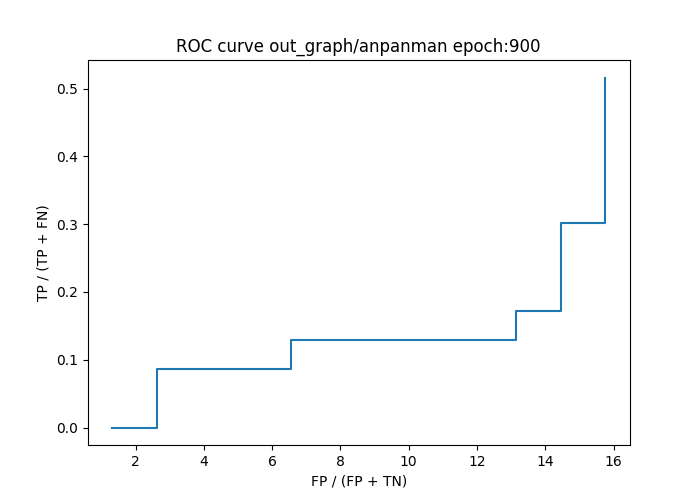 ROC curve out_graph/anpanman epoch:900
0.5
0.4
0.3
0.2
0.1
0.0
TP / (TP + FN)
2 4 6 8 10 12 14 16
FP / (FP + TN)